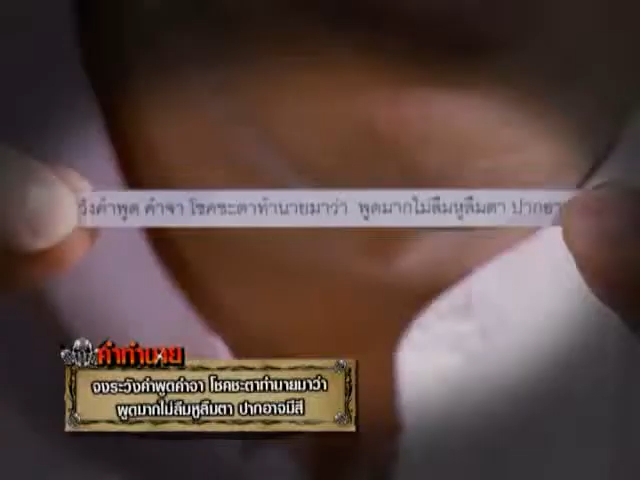 วังคำพูด คำจา โชคชะตาทำนายมาว่า พูดมากไม่ลืมหูลืมตา ปากอา
คำทำนาย
จงระวังคำพูดคำจา โชคชะตาทำนายมาว่า
พูดมากไม่ลืมหูลืมตา ปากอาจมีสี